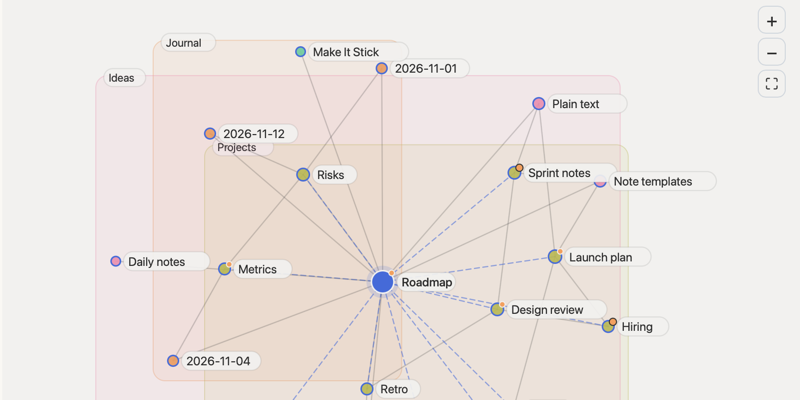 Journal
Make It Stick
2026-11-01
Ideas
Plain text
2026-11-12
Projects
Risks
Sprint notes
Note templates
Daily notes
Metrics
Launch plan
Roadmap
Design review
Hiring
2026-11-04
Retro